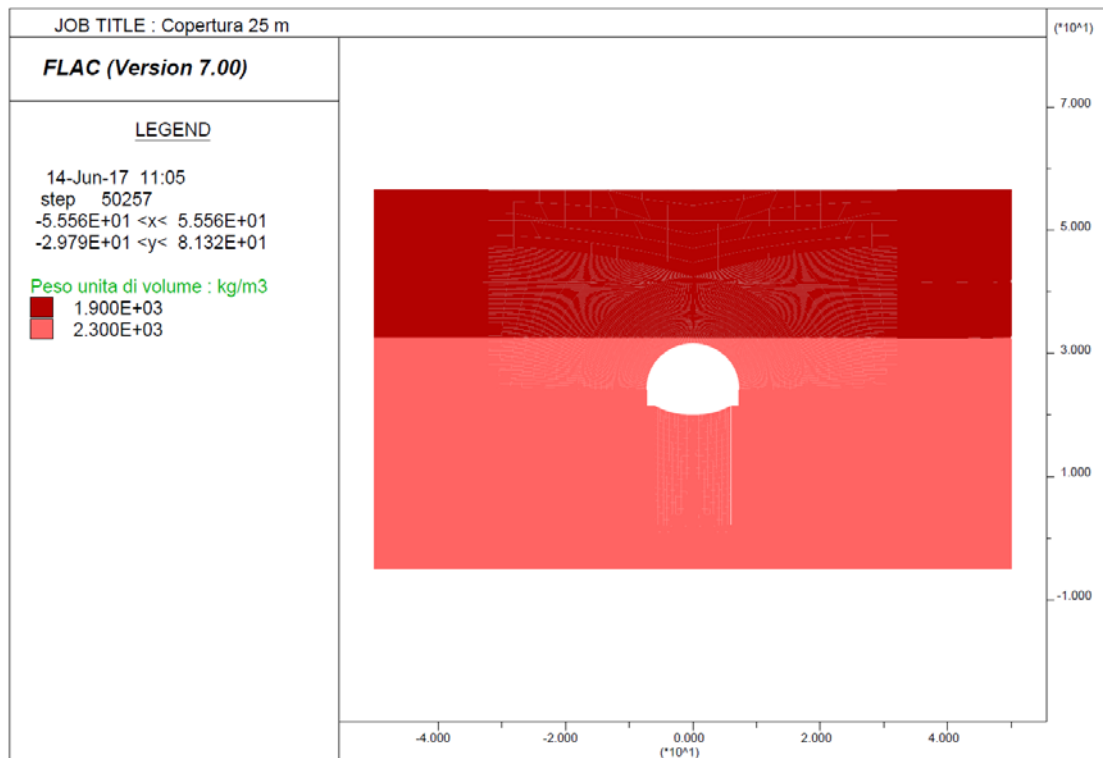 JOB TITLE : Copertura 25 m
FLAC (Version 7.00)
LEGEND
14-Jun-17 11:05
step 50257
-5.556E+01 <x< 5.556E+01
-2.979E+01 <y< 8.132E+01
Peso unita di volume : kg/m3
1.900E+03
2.300E+03
(*10^1)
7.000
5.000
3.000
1.000
-1.000
-4.000 -2.000 0.000 2.000 4.000
(*10^1)